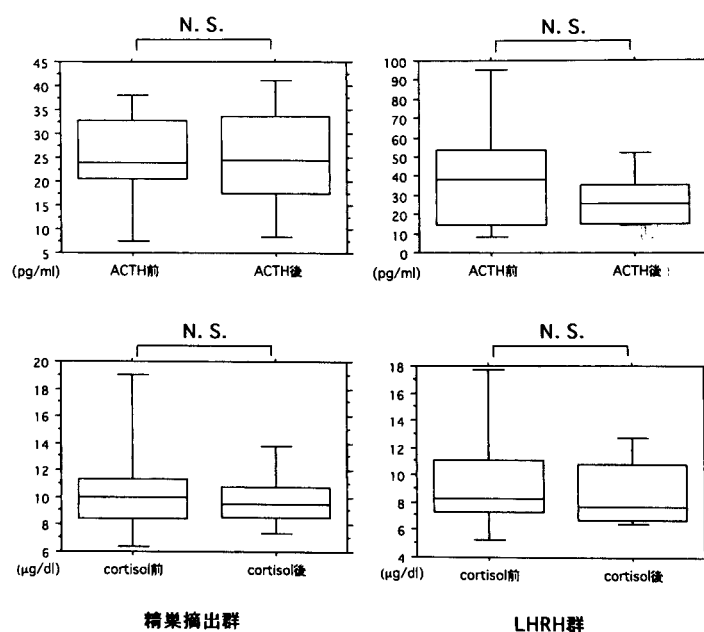 N. S.
45
40
35
30
25
20
15
10
5
(pg/ml)
ACTH前
ACTH後
N. S.
100
90
80
70
60
50
40
30
20
10
0
(pg/ml)
ACTH前
ACTH後
N. S.
20
18
16
14
12
10
8
6
(μg/dl)
cortisol前
cortisol後
N. S.
18
16
14
12
10
8
6
4
(μg/dl)
cortisol前
cortisol後
精巣摘出群
LHRH群